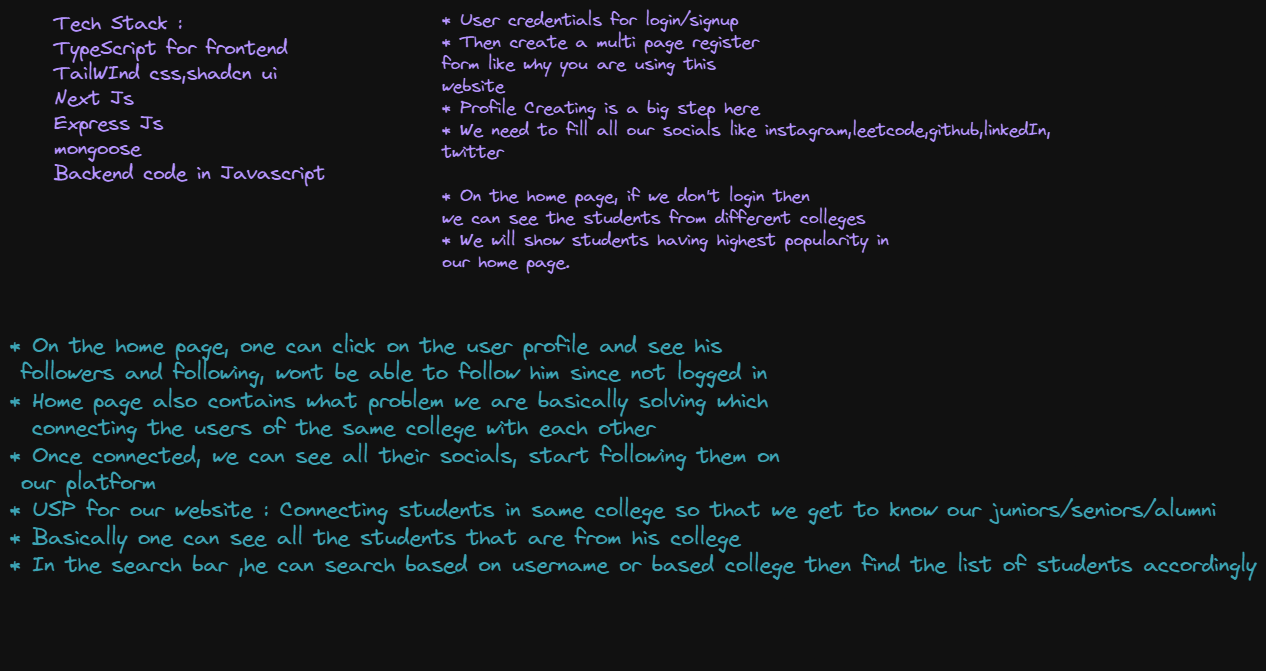 Tech Stack :
TypeScript for frontend
TailWInd css,shadcn ui
Next Js
Express Js
mongoose
Backend code in Javascript
* User credentials for login/signup
* Then create a multi page register
form like why you are using this
website
* Profile Creating is a big step here
* We need to fill all our socials like instagram,leetcode,github,linkedIn,
twitter
* On the home page, if we don't login then
we can see the students from different colleges
* We will show students having highest popularity in
our home page.
* On the home page, one can click on the user profile and see his
followers and following, wont be able to follow him since not logged in
* Home page also contains what problem we are basically solving which
connecting the users of the same college with each other
* Once connected, we can see all their socials, start following them on
our platform
* USP for our website : Connecting students in same college so that we get to know our juniors/seniors/alumni
* Basically one can see all the students that are from his college
* In the search bar ,he can search based on username or based college then find the list of students accordingly